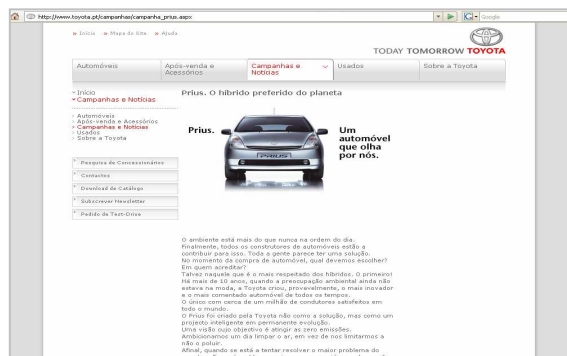 http://www.toyota.pt/campanhas/campanha_prius.aspx
Google
» Início » Mapa do Site » Ajuda
TODAY TOMORROW TOYOTA
Automóveis
Após-venda e Acessórios
Campanhas e Notícias
Usados
Sobre a Toyota
Início
Campanhas e Notícias
Automóveis
Após-venda e Acessórios
Campanhas e Notícias
Usados
Sobre a Toyota
Pesquisa de Concessionários
Contactos
Download de Catálogo
Subscrever Newsletter
Pedido de Test-Drive
Prius. O híbrido preferido do planeta
Prius.
PRIUS
Um
automóvel
que olha
por nós.
O ambiente está mais do que nunca na ordem do dia.
Finalmente, todos os construtores de automóveis estão a
contribuir para isso. Toda a gente parece ter uma solução.
No momento da compra de automóvel, qual devemos escolher?
Em quem acreditar?
Talvez naquele que é o mais respeitado dos híbridos. O primeiro!
Há mais de 10 anos, quando a preocupação ambiental ainda não
estava na moda, a Toyota criou, provavelmente, o mais inovador
e o mais comentado automóvel de todos os tempos.
O único com cerca de um milhão de condutores satisfeitos em
todo o mundo.
O Prius foi criado pela Toyota não como a solução, mas como um
projecto inteligente em permanente evolução.
Uma visão cujo objectivo é atingir as zero emissões.
Ambicionamos um dia limpar o ar, em vez de nos limitarmos a
não o poluir.
Afinal, quando se está a tentar resolver o maior problema do